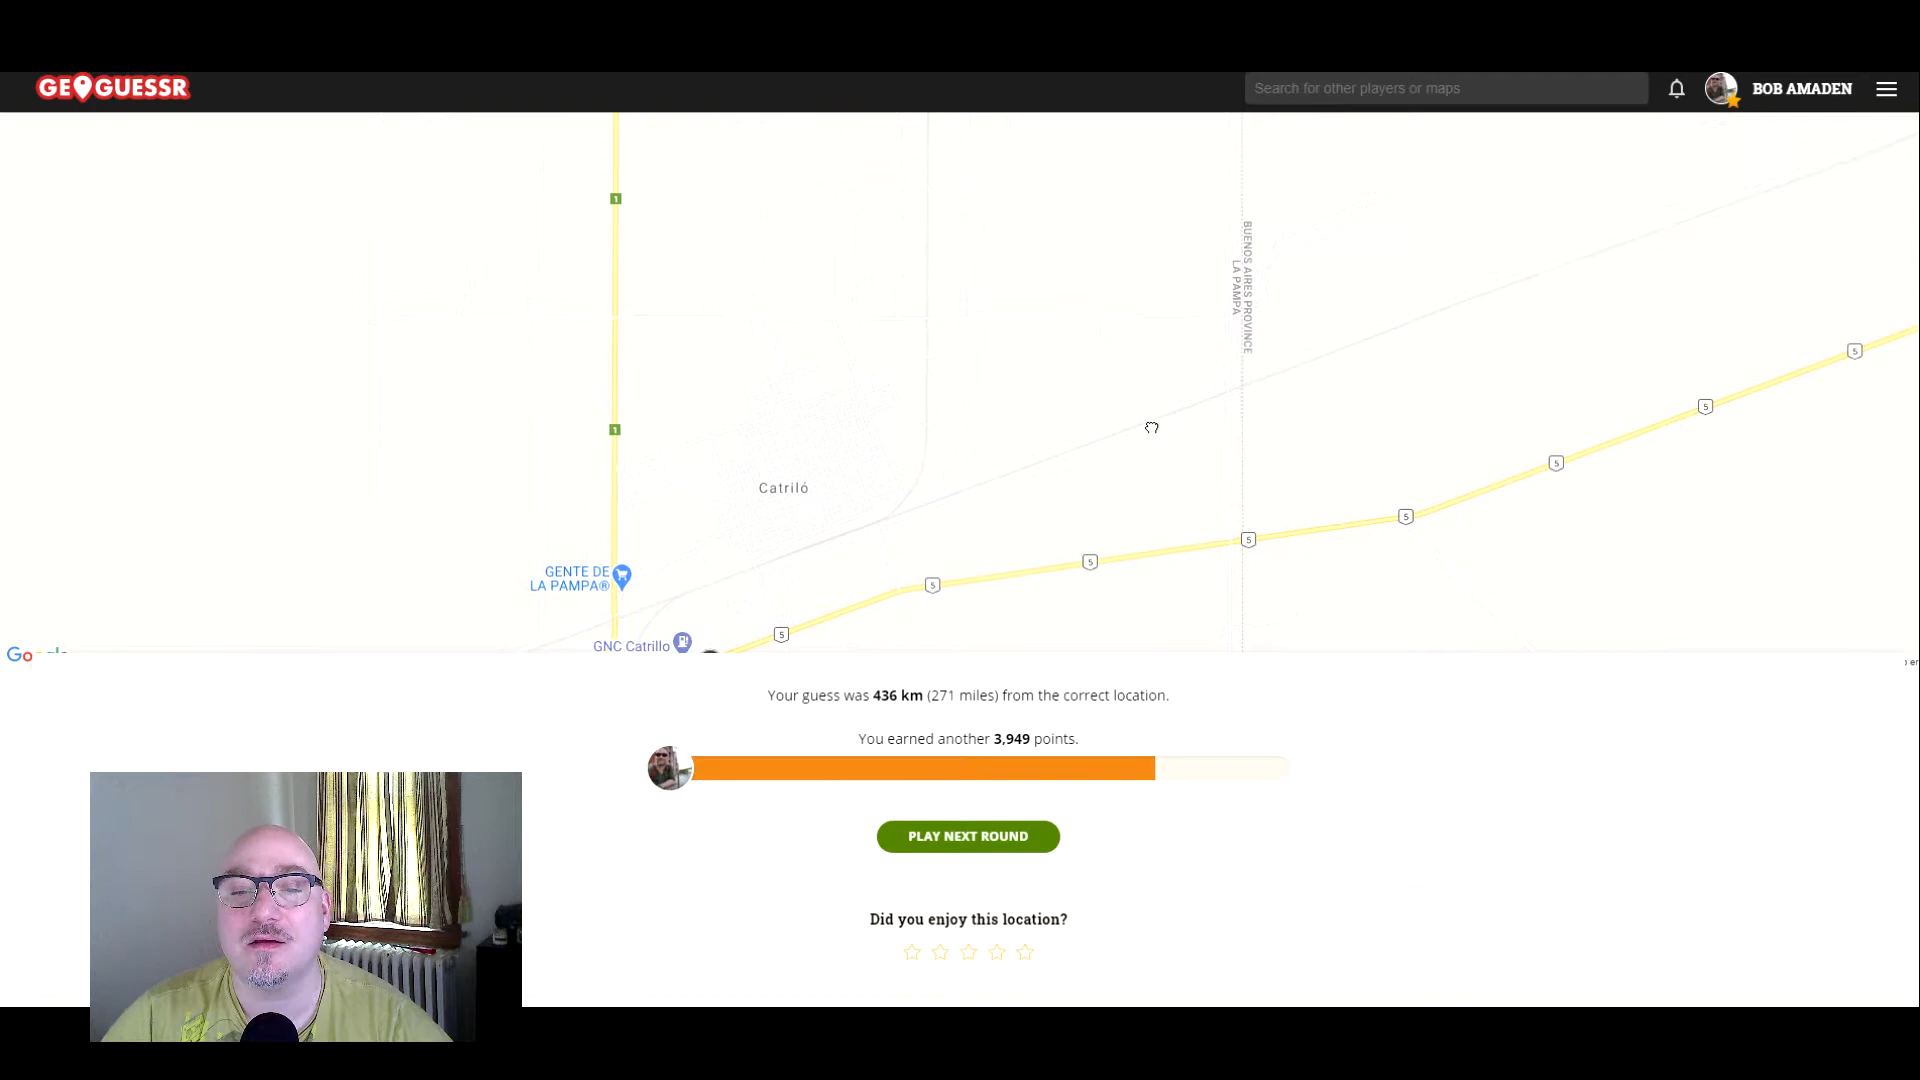 GEOGUESSR
Search for other players or maps
BOB AMADEN
1
BUENOS AIRES PROVINCE
LA PAMPA
5
5
1
5
Catriló
5
5
5
GENTE DE
LA PAMPA®
5
5
GNC Catrillo
Your guess was 436 km (271 miles) from the correct location.
You earned another 3,949 points.
PLAY NEXT ROUND
Did you enjoy this location?